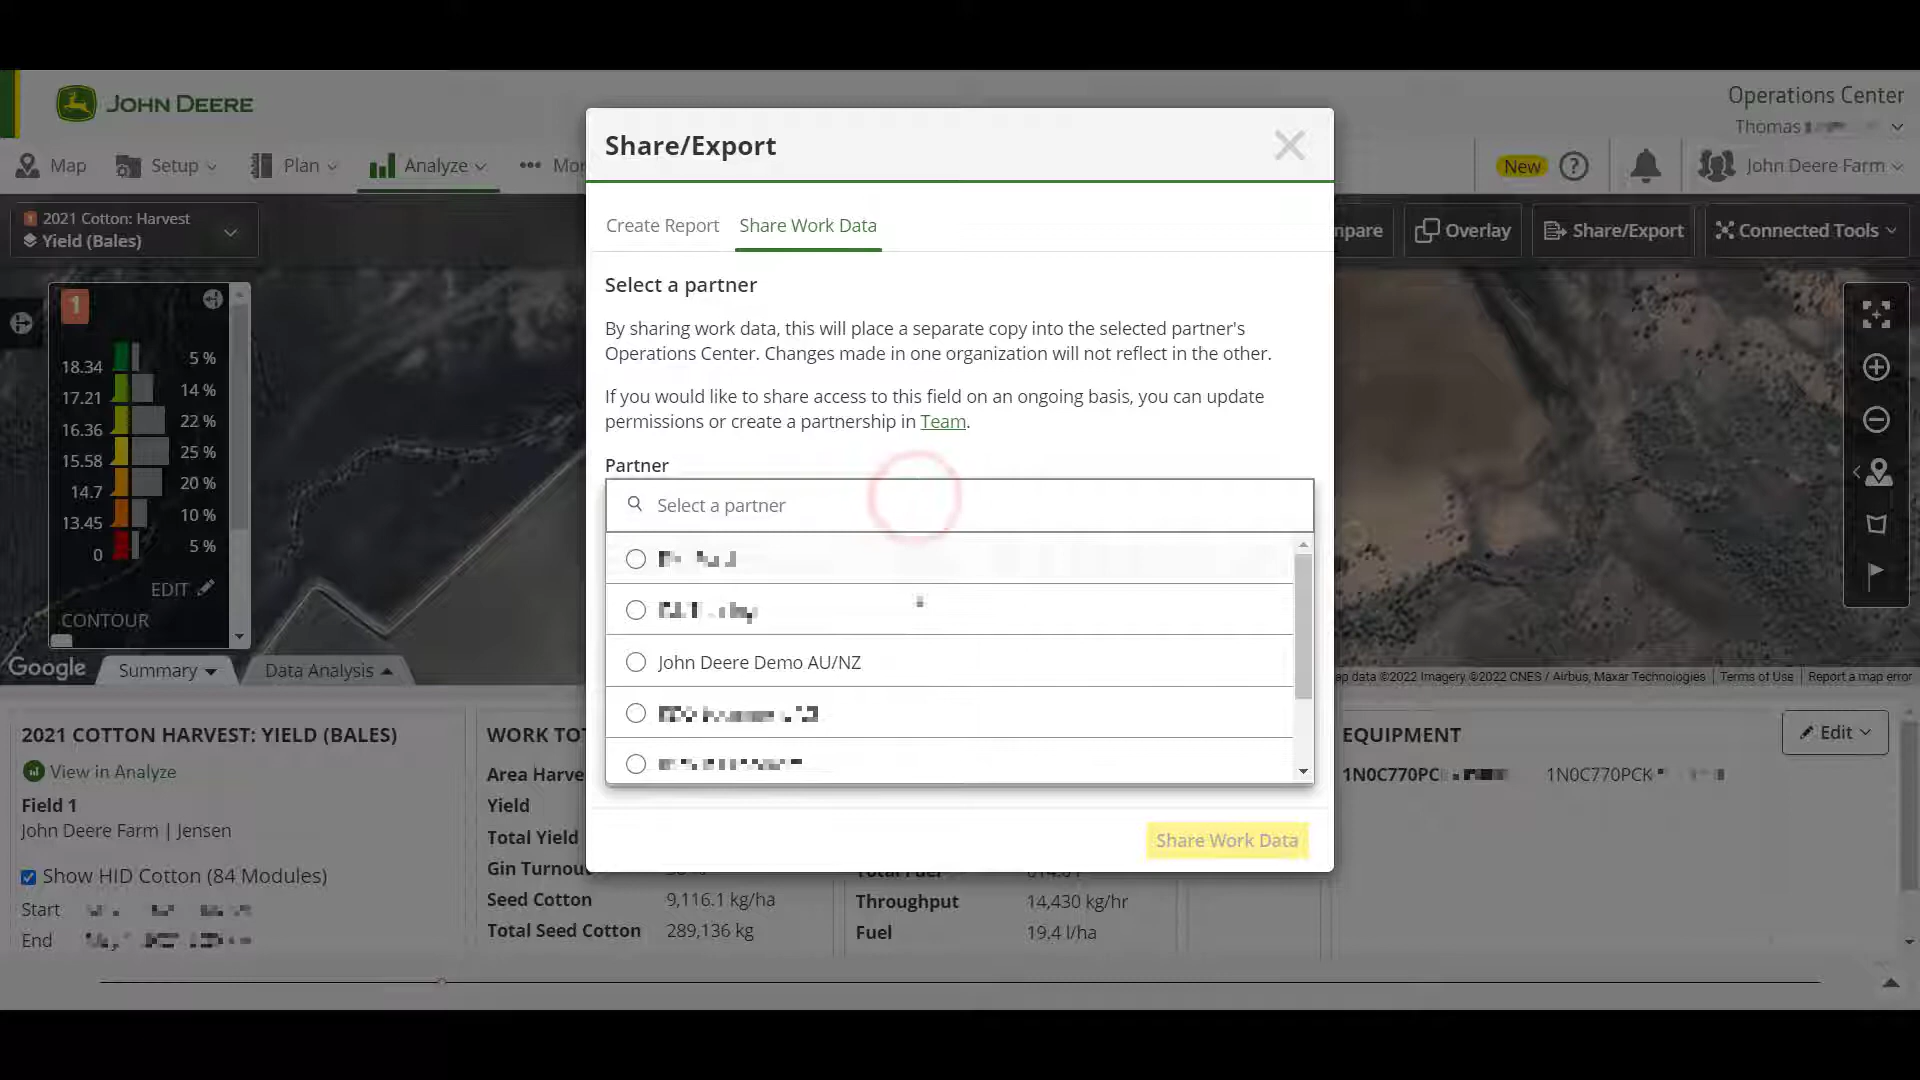 JOHN DEERE
Operations Center
Thomas
Map
Setup
Plan
Analyze
New
John Deere Farm
2021 Cotton: Harvest
Yield (Bales)
Overlay
Share/Export
Connected Tools
Share/Export
Create Report
Share Work Data
Select a partner
By sharing work data, this will place a separate copy into the selected partner's
Operations Center. Changes made in one organization will not reflect in the other.
If you would like to share access to this field on an ongoing basis, you can update
permissions or create a partnership in Team.
Partner
Select a partner
John Deere Demo AU/NZ
Share Work Data
1
18.34 5 %
17.21 14 %
16.36 22 %
15.58 25 %
14.7 20 %
13.45 10 %
0 5 %
EDIT
CONTOUR
Google
Summary
Data Analysis
data ©2022 Imagery ©2022 CNES / Airbus, Maxar Technologies
Terms of Use
Report a map error
2021 COTTON HARVEST: YIELD (BALES)
View in Analyze
Field 1
John Deere Farm | Jensen
Show HID Cotton (84 Modules)
Start
End
WORK
Area
Yield
Total Yield
Gin
Seed Cotton 9,116.1 kg/ha
Total Seed Cotton 289,136 kg
Total Fuel
Throughput 14,430 kg/hr
Fuel 19.4 l/ha
EQUIPMENT
Edit